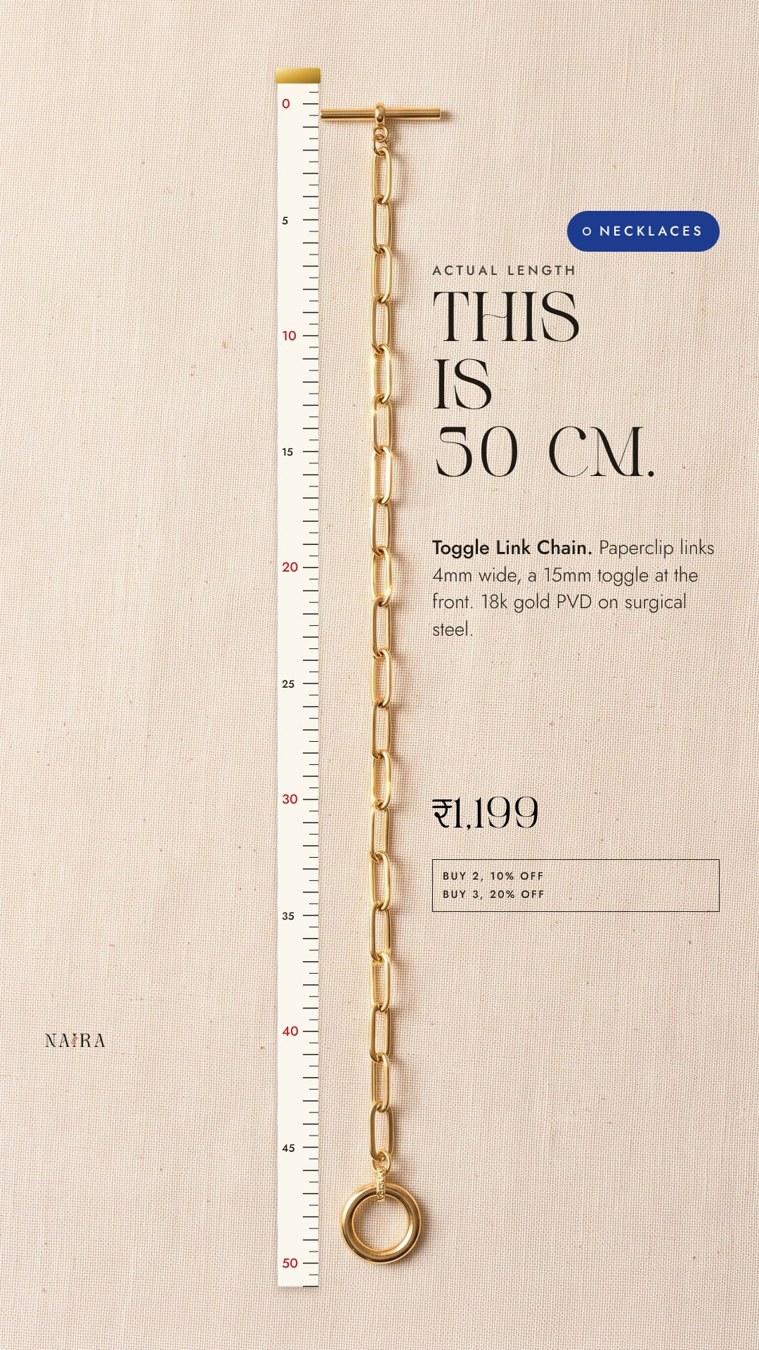 0
5
10
15
20
25
30
35
40
45
50
NECKLACES
ACTUAL LENGTH
THIS
IS
50 CM.
Toggle Link Chain. Paperclip links
4mm wide, a 15mm toggle at the
front. 18k gold PVD on surgical
steel.
₹1,199
BUY 2, 10% OFF
BUY 3, 20% OFF
NAIRA